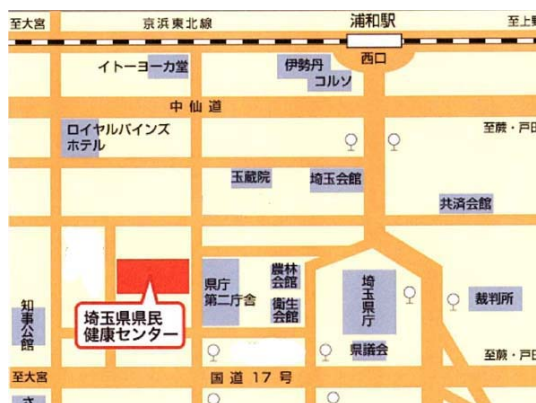 至大宮
京浜東北線
浦和駅
至上野
西口
イトーヨーカ堂
伊勢丹
コルソ
中仙道
ロイヤルパインズ
ホテル
至蕨・戸田
玉蔵院
埼玉会館
共済会館
県庁
第二庁舎
農林
会館
衛生
会館
埼玉県庁
裁判所
知事公館
埼玉県県民
健康センター
県議会
至蕨・戸田
至大宮
国道17号
さ